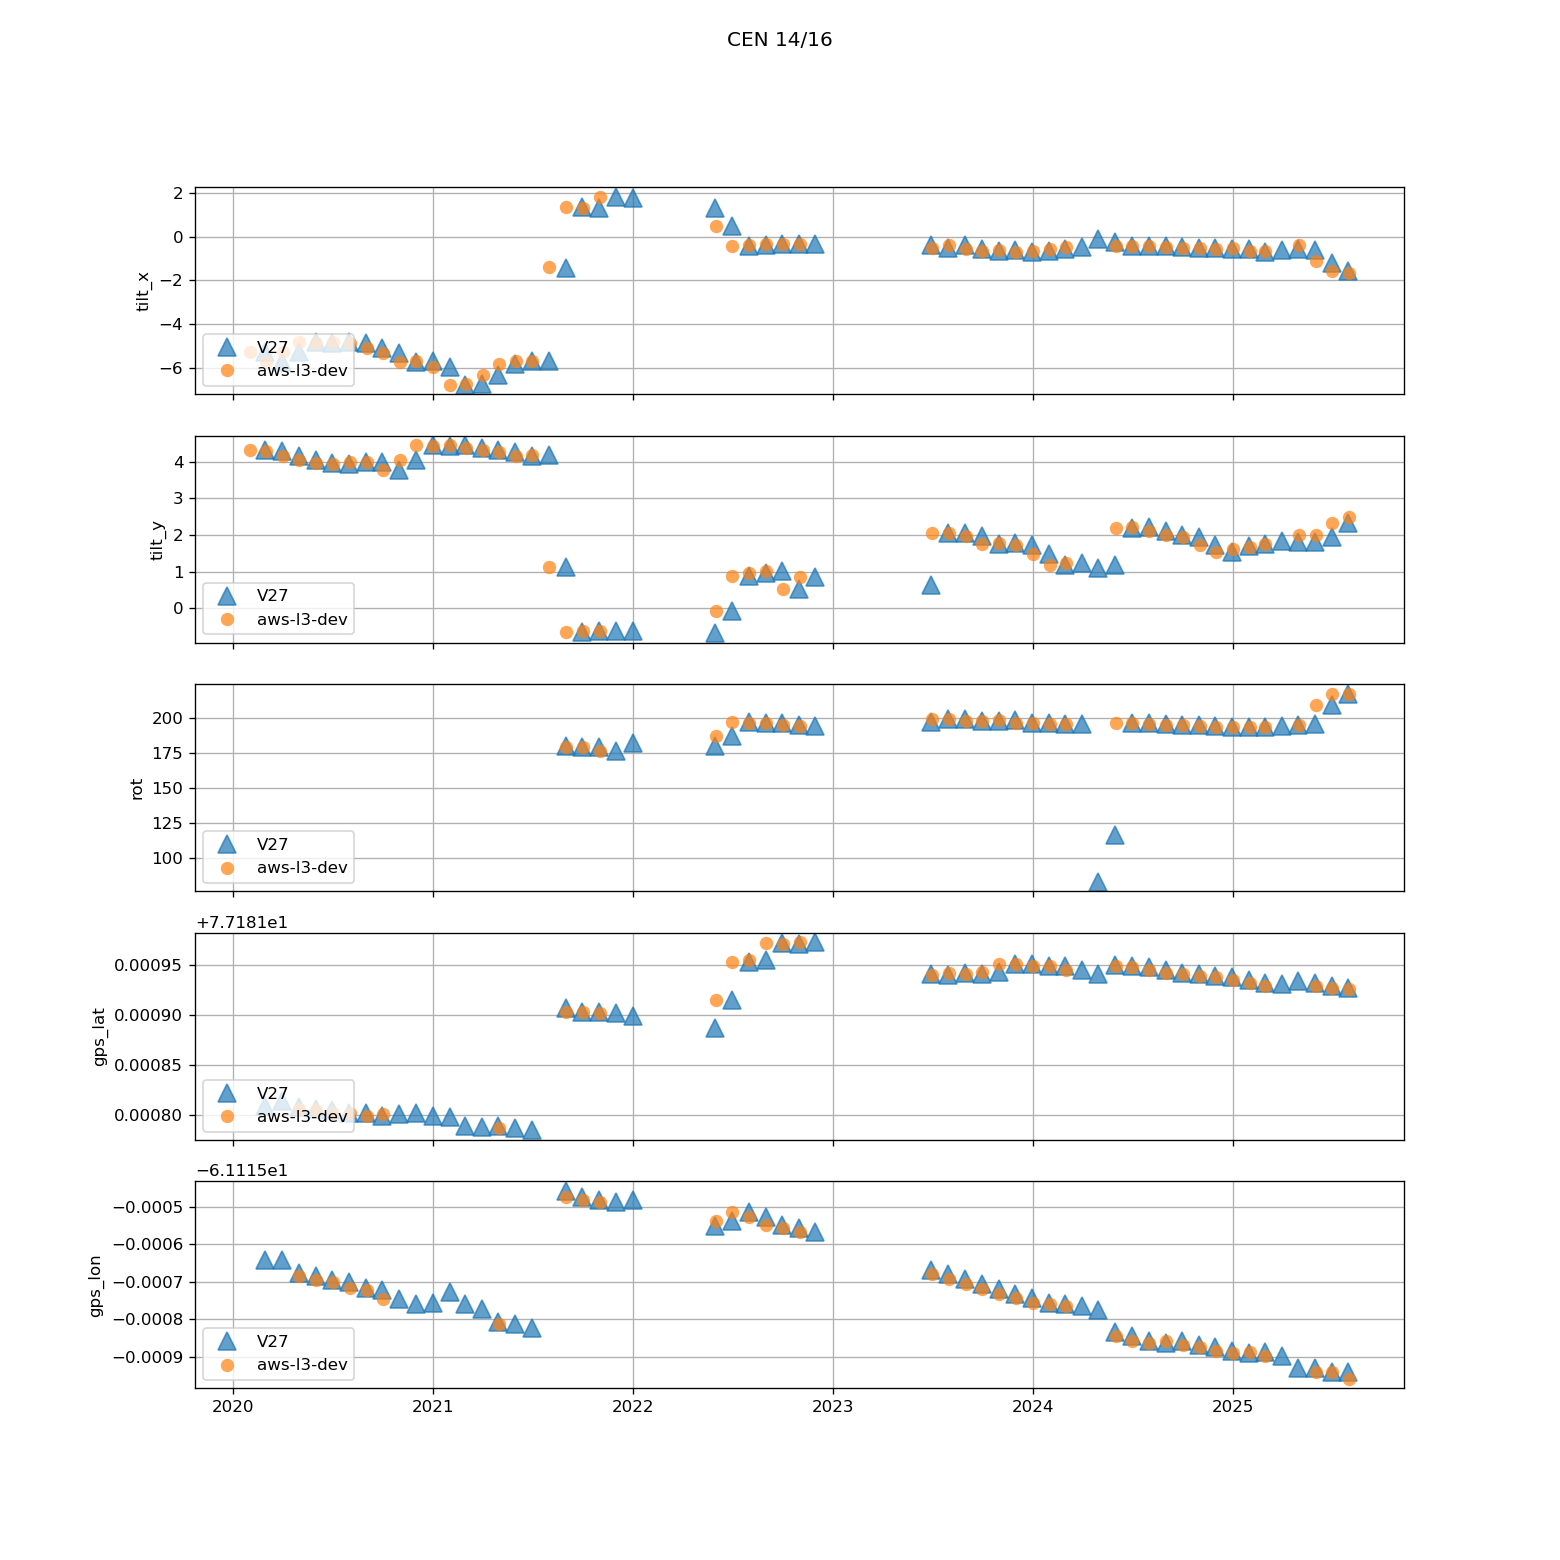 CEN 14/16
2
0
−2
−4
−6
tilt_x
V27
aws-l3-dev
4
3
2
1
0
tilt_y
V27
aws-l3-dev
200
175
150
125
100
rot
V27
aws-l3-dev
+7.7181e1
0.00095
0.00090
0.00085
0.00080
gps_lat
V27
aws-l3-dev
−6.1115e1
−0.0005
−0.0006
−0.0007
−0.0008
−0.0009
gps_lon
V27
aws-l3-dev
2020 2021 2022 2023 2024 2025